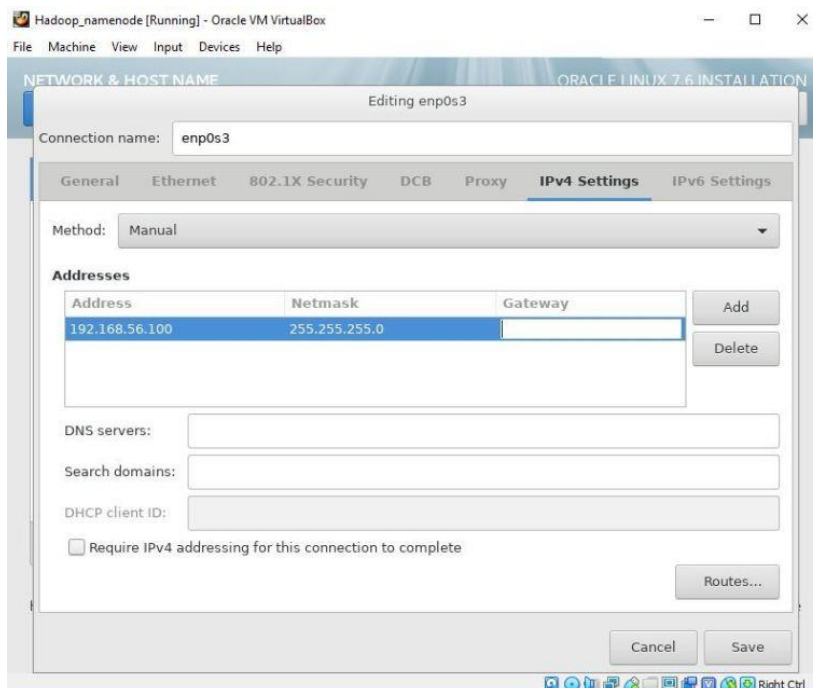 Hadoop_namenode [Running] - Oracle VM VirtualBox
File Machine View Input Devices Help
NETWORK & HOST NAME
ORACLE LINUX 7.6 INSTALLATION
Editing enp0s3
Connection name: enp0s3
General Ethernet 802.1X Security DCB Proxy IPv4 Settings IPv6 Settings
Method: Manual
Addresses
Address Netmask Gateway
192.168.56.100 255.255.255.0
Add
Delete
DNS servers:
Search domains:
DHCP client ID:
Require IPv4 addressing for this connection to complete
Routes...
Cancel Save
Right Ctrl